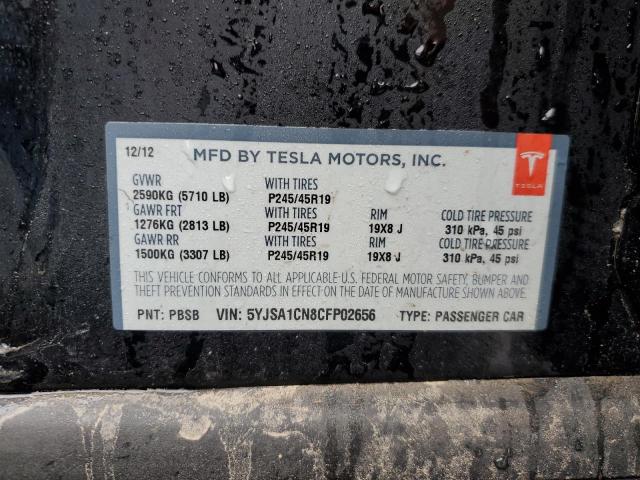 12/12 MFD BY TESLA MOTORS, INC.
TESLA
GVWR WITH TIRES
2590KG (5710 LB) P245/45R19
GAWR FRT WITH TIRES RIM COLD TIRE PRESSURE
1276KG (2813 LB) P245/45R19 19X8 J 310 kPa, 45 psi
GAWR RR WITH TIRES RIM COLD TIRE PRESSURE
1500KG (3307 LB) P245/45R19 19X8 J 310 kPa, 45 psi
THIS VEHICLE CONFORMS TO ALL APPLICABLE U.S. FEDERAL MOTOR SAFETY, BUMPER AND
THEFT PREVENTION STANDARDS IN EFFECT ON THE DATE OF MANUFACTURE SHOWN ABOVE.
PNT: PBSB VIN: 5YJSA1CN8CFP02656 TYPE: PASSENGER CAR